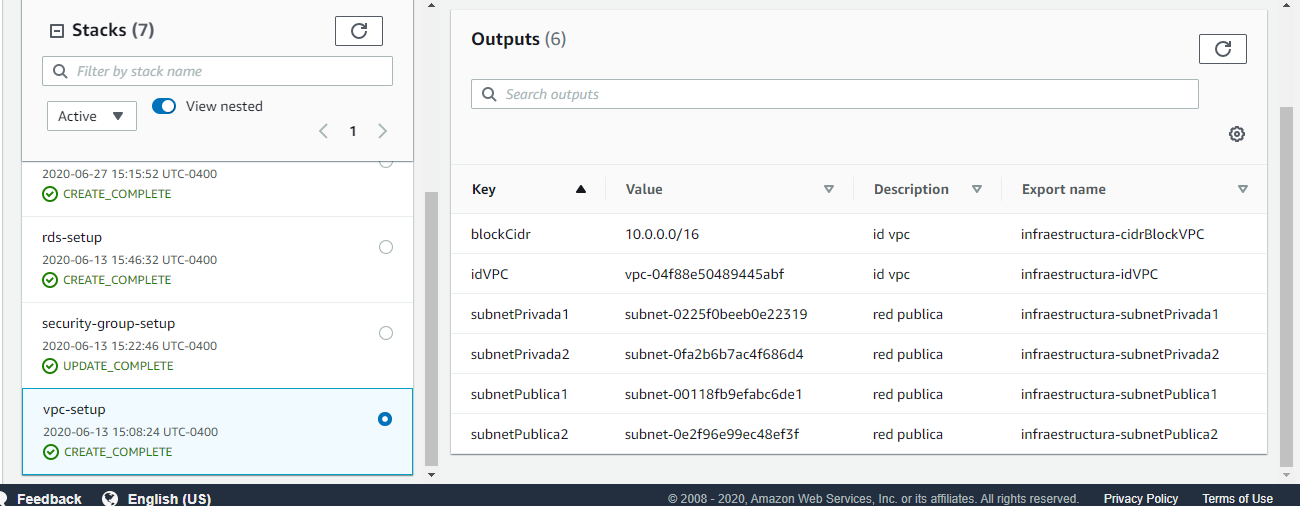 Stacks (7)
Filter by stack name
Active
View nested
1
2020-06-27 15:15:52 UTC-0400
CREATE_COMPLETE
rds-setup
2020-06-13 15:46:32 UTC-0400
CREATE_COMPLETE
security-group-setup
2020-06-13 15:22:46 UTC-0400
UPDATE_COMPLETE
vpc-setup
2020-06-13 15:08:24 UTC-0400
CREATE_COMPLETE
Outputs (6)
Search outputs
Key Value Description Export name
blockCidr 10.0.0.0/16 id vpc infraestructura-cidrBlockVPC
idVPC vpc-04f88e50489445abf id vpc infraestructura-idVPC
subnetPrivada1 subnet-0225f0beeb0e22319 red publica infraestructura-subnetPrivada1
subnetPrivada2 subnet-0fa2b6b7ac4f686d4 red publica infraestructura-subnetPrivada2
subnetPublica1 subnet-00118fb9efabc6de1 red publica infraestructura-subnetPublica1
subnetPublica2 subnet-0e2f96e99ec48ef3f red publica infraestructura-subnetPublica2
Feedback English (US) © 2008 - 2020, Amazon Web Services, Inc. or its affiliates. All rights reserved. Privacy Policy Terms of Use